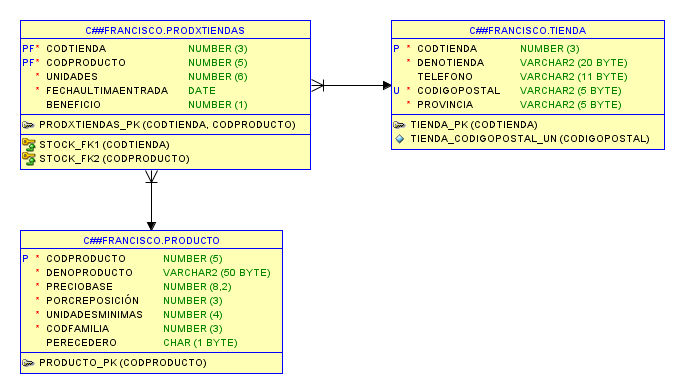 C##FRANCISCO.PRODXTIENDAS
PF* CODTIENDA NUMBER (3)
PF* CODPRODUCTO NUMBER (5)
* UNIDADES NUMBER (6)
* FECHAULTIMAENTRADA DATE
BENEFICIO NUMBER (1)
PRODXTIENDAS_PK (CODTIENDA, CODPRODUCTO)
STOCK_FK1 (CODTIENDA)
STOCK_FK2 (CODPRODUCTO)
C##FRANCISCO.TIENDA
P * CODTIENDA NUMBER (3)
* DENOTIENDA VARCHAR2 (20 BYTE)
TELEFONO VARCHAR2 (11 BYTE)
U * CODIGOPOSTAL VARCHAR2 (5 BYTE)
* PROVINCIA VARCHAR2 (5 BYTE)
TIENDA_PK (CODTIENDA)
TIENDA_CODIGOPOSTAL_UN (CODIGOPOSTAL)
C##FRANCISCO.PRODUCTO
P * CODPRODUCTO NUMBER (5)
* DENOPRODUCTO VARCHAR2 (50 BYTE)
* PRECIOBASE NUMBER (8,2)
* PORCREPOSICIÓN NUMBER (3)
* UNIDADESMINIMAS NUMBER (4)
* CODFAMILIA NUMBER (3)
PERECEDERO CHAR (1 BYTE)
PRODUCTO_PK (CODPRODUCTO)